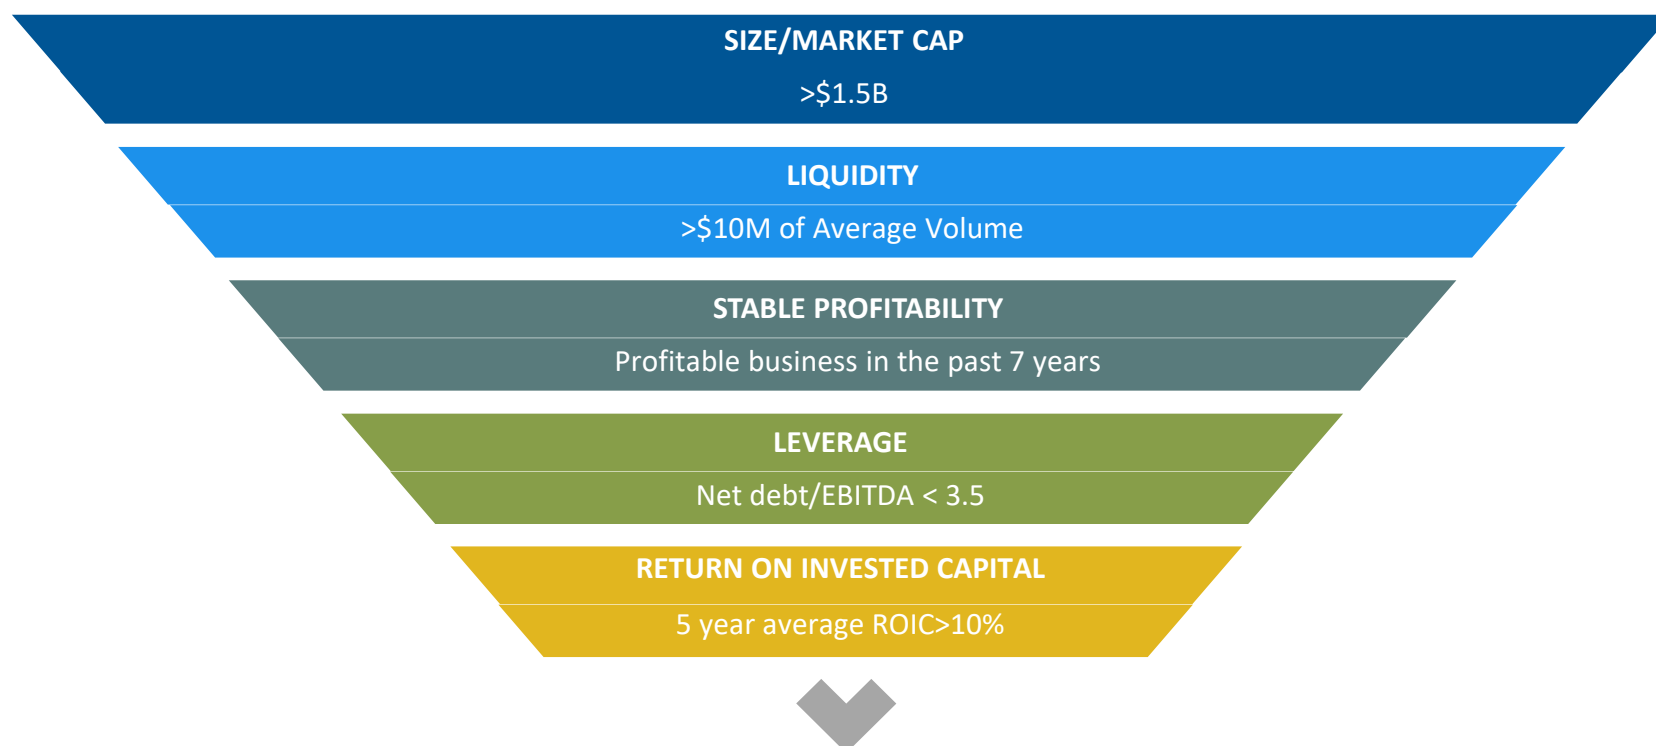 SIZE/MARKET CAP
>$1.5B
LIQUIDITY
>$10M of Average Volume
STABLE PROFITABILITY
Profitable business in the past 7 years
LEVERAGE
Net debt/EBITDA < 3.5
RETURN ON INVESTED CAPITAL
5 year average ROIC>10%